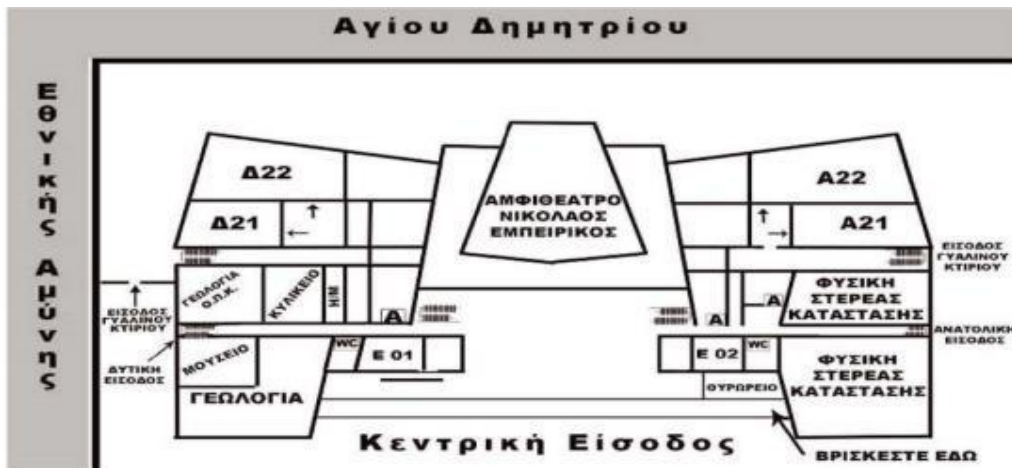 Αγίου Δημητρίου
Εθνικής Αμύνης
Δ22
Α22
ΑΜΦΙΘΕΑΤΡΟ
ΝΙΚΟΛΑΟΣ
ΕΜΠΕΙΡΙΚΟΣ
Δ21
Α21
ΕΙΣΟΔΟΣ
ΓΥΑΛΙΝΟΥ
ΚΤΙΡΙΟΥ
ΓΕΩΛΟΓΙΑ
Ο.Π.Κ.
ΚΥΛΙΚΕΙΟ
Η/Μ
Α
Α
Α
ΦΥΣΙΚΗ
ΣΤΕΡΕΑΣ
ΚΑΤΑΣΤΑΣΗΣ
ΕΙΣΟΔΟΣ
ΓΥΑΛΙΝΟΥ
ΚΤΙΡΙΟΥ
ΑΝΑΤΟΛΙΚΗ
ΕΙΣΟΔΟΣ
ΔΥΤΙΚΗ
ΕΙΣΟΔΟΣ
ΜΟΥΣΕΙΟ
WC
Ε 01
Ε 02
WC
ΦΥΣΙΚΗ
ΣΤΕΡΕΑΣ
ΚΑΤΑΣΤΑΣΗΣ
ΓΕΩΛΟΓΙΑ
ΘΥΡΩΡΕΙΟ
Κεντρική Είσοδος
ΒΡΙΣΚΕΣΤΕ ΕΔΩ